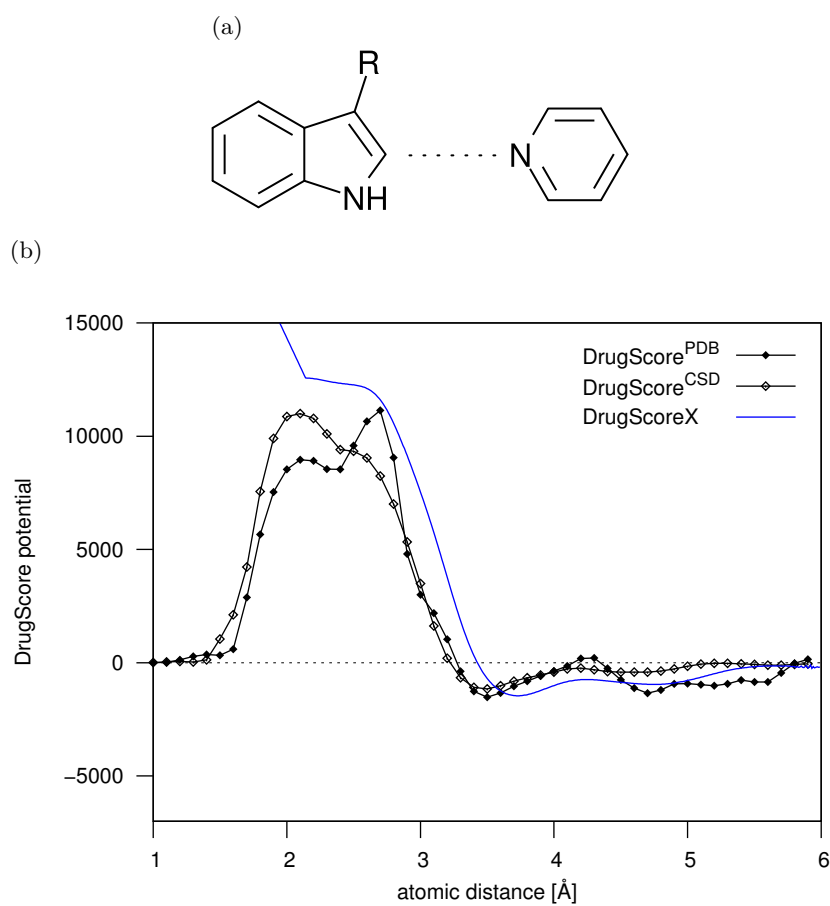 (a)
R
N
NH
(b)
15000
DrugScore^PDB
DrugScore^CSD
DrugScoreX
10000
5000
0
−5000
DrugScore potential
1 2 3 4 5 6
atomic distance [Å]